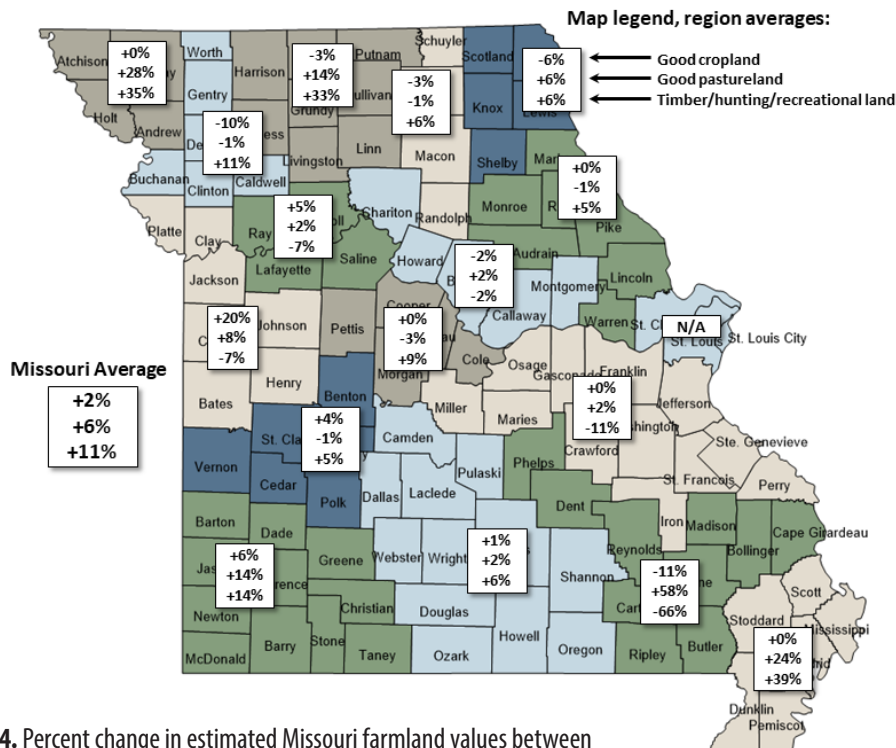 Map legend, region averages:
Good cropland
Good pastureland
Timber/hunting/recreational land
-6%
+6%
+6%
Atchison
+0%
+28%
+35%
Holt
Andrew
Worth
Gentry
Harrison
-3%
+14%
+33%
Grundy
Putnam
Schuyler
Scotland
Knox
Lewis
-3%
-1%
+6%
-10%
-1%
+11%
Livingston
Linn
Macon
Shelby
Buchanan
Clinton
Caldwell
+0%
-1%
+5%
Monroe
Pike
Platte
Clay
Ray
+5%
+2%
-7%
Chariton
Randolph
Saline
Lafayette
Howard
Audrain
-2%
+2%
-2%
Callaway
Montgomery
Lincoln
Warren
St. Ch
N/A
St. Louis
St. Louis City
Jackson
+20%
+8%
-7%
Johnson
Pettis
Cooper
+0%
-3%
+9%
Morgan
Cole
Osage
Gasconade
Franklin
Missouri Average
+2%
+6%
+11%
Bates
Henry
Benton
Miller
Maries
+0%
+2%
-11%
Jefferson
Crawford
Ste. Genevieve
St. Francois
Perry
Vernon
St. Cla
+4%
-1%
+5%
Cedar
Polk
Camden
Pulaski
Phelps
Dallas
Laclede
Dent
Iron
Madison
Bollinger
Cape Girardeau
Barton
Dade
+6%
+14%
+14%
Greene
Webster
Wright
+1%
+2%
+6%
Shannon
Reynolds
-11%
+58%
-66%
Newton
McDonald
Barry
Stone
Christian
Taney
Douglas
Ozark
Howell
Oregon
Ripley
Butler
Scott
Stoddard
Mississippi
+0%
+24%
+39%
Dunklin
Pemiscot
4. Percent change in estimated Missouri farmland values between